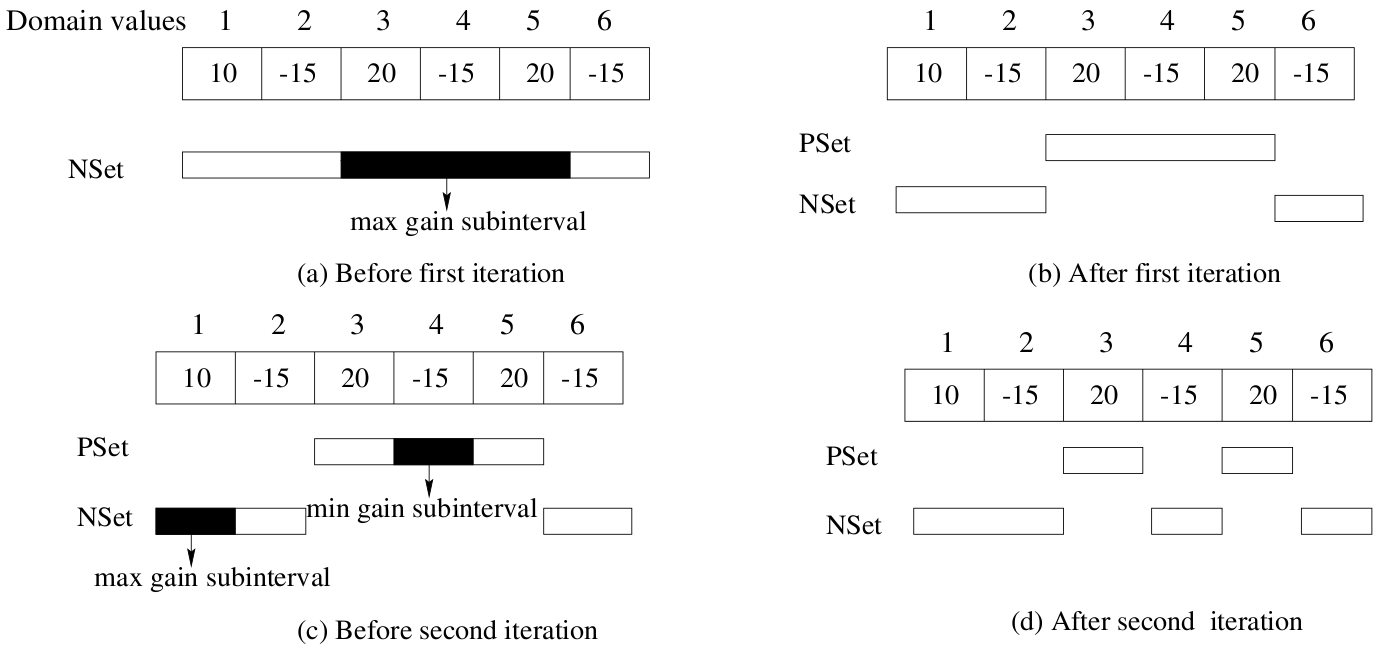 Domain values 1 2 3 4 5 6
10 -15 20 -15 20 -15
NSet
max gain subinterval
(a) Before first iteration
1 2 3 4 5 6
10 -15 20 -15 20 -15
PSet
NSet
(b) After first iteration
1 2 3 4 5 6
10 -15 20 -15 20 -15
PSet
min gain subinterval
NSet
max gain subinterval
(c) Before second iteration
1 2 3 4 5 6
10 -15 20 -15 20 -15
PSet
NSet
(d) After second iteration